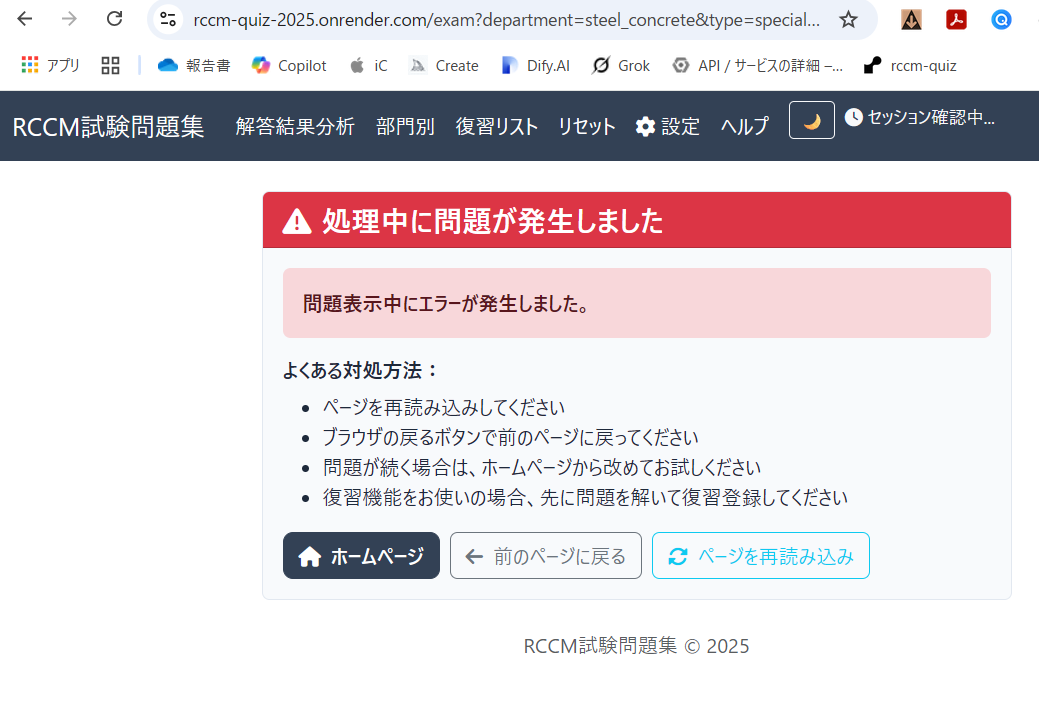 rccm-quiz-2025.onrender.com/exam?department=steel_concrete&type=special...
アプリ 報告書 Copilot iC Create Dify.AI Grok API / サービスの詳細 –... rccm-quiz
RCCM試験問題集 解答結果分析 部門別 復習リスト リセット 設定 ヘルプ セッション確認中...
処理中に問題が発生しました
問題表示中にエラーが発生しました。
よくある対処方法：
ページを再読み込みしてください
ブラウザの戻るボタンで前のページに戻ってください
問題が続く場合は、ホームページから改めてお試しください
復習機能をお使いの場合、先に問題を解いて復習登録してください
ホームページ 前のページに戻る ページを再読み込み
RCCM試験問題集 © 2025